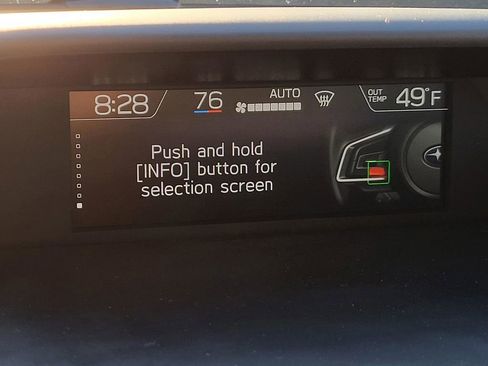 8:28 76 AUTO OUT TEMP 49°F
Push and hold
[INFO] button for
selection screen